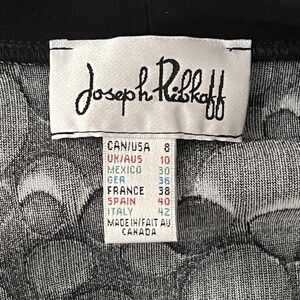 Joseph Ribkoff
CAN/USA 8
UK/AUS 10
MEXICO 30
GER 36
FRANCE 38
SPAIN 40
ITALY 42
MADE IN/FAIT AU
CANADA